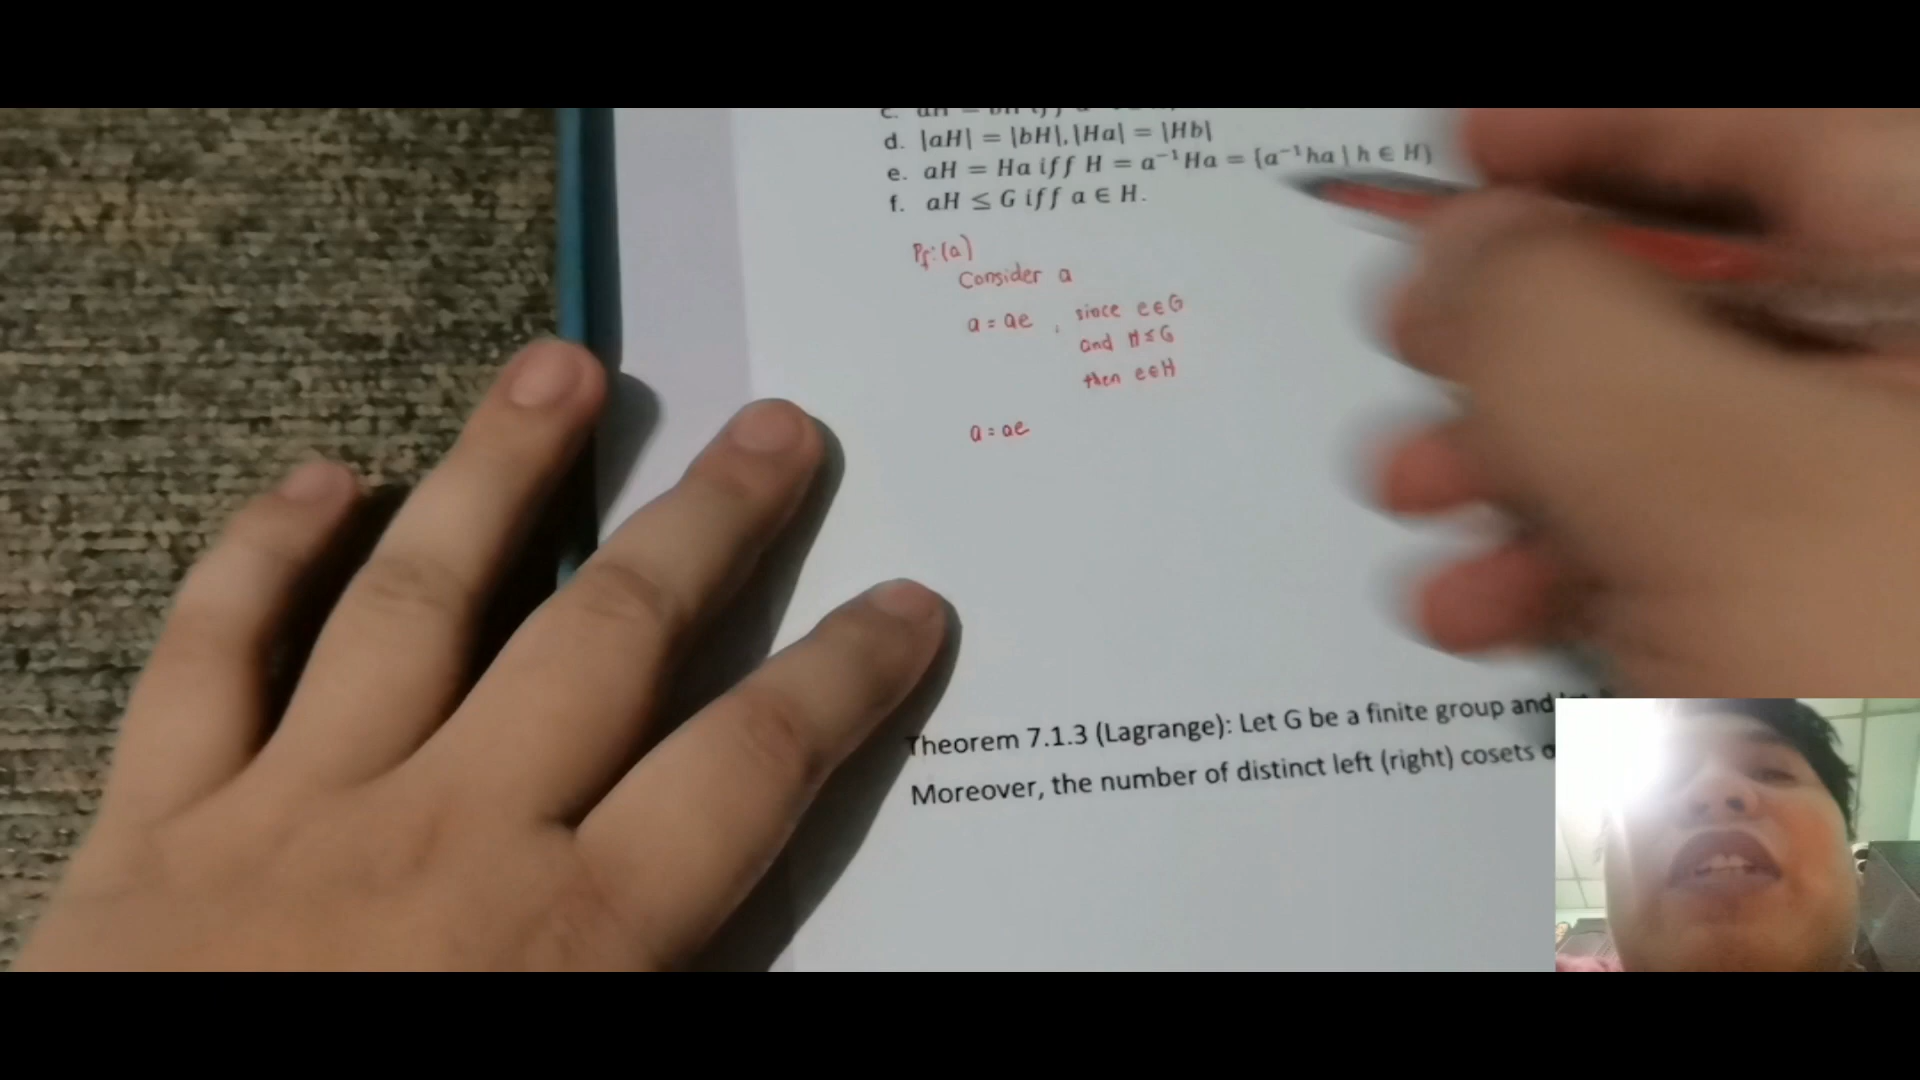 d. |aH| = |bH|, |Ha| = |Hb|
e. aH = Ha iff H = a⁻¹Ha = {a⁻¹ha | h ∈ H}
f. aH ≤ G iff a ∈ H.
Pf: (a)
Consider a
a = ae , since e∈G
and H≤G
then e∈H
a = ae
Theorem 7.1.3 (Lagrange): Let G be a finite group and
Moreover, the number of distinct left (right) cosets